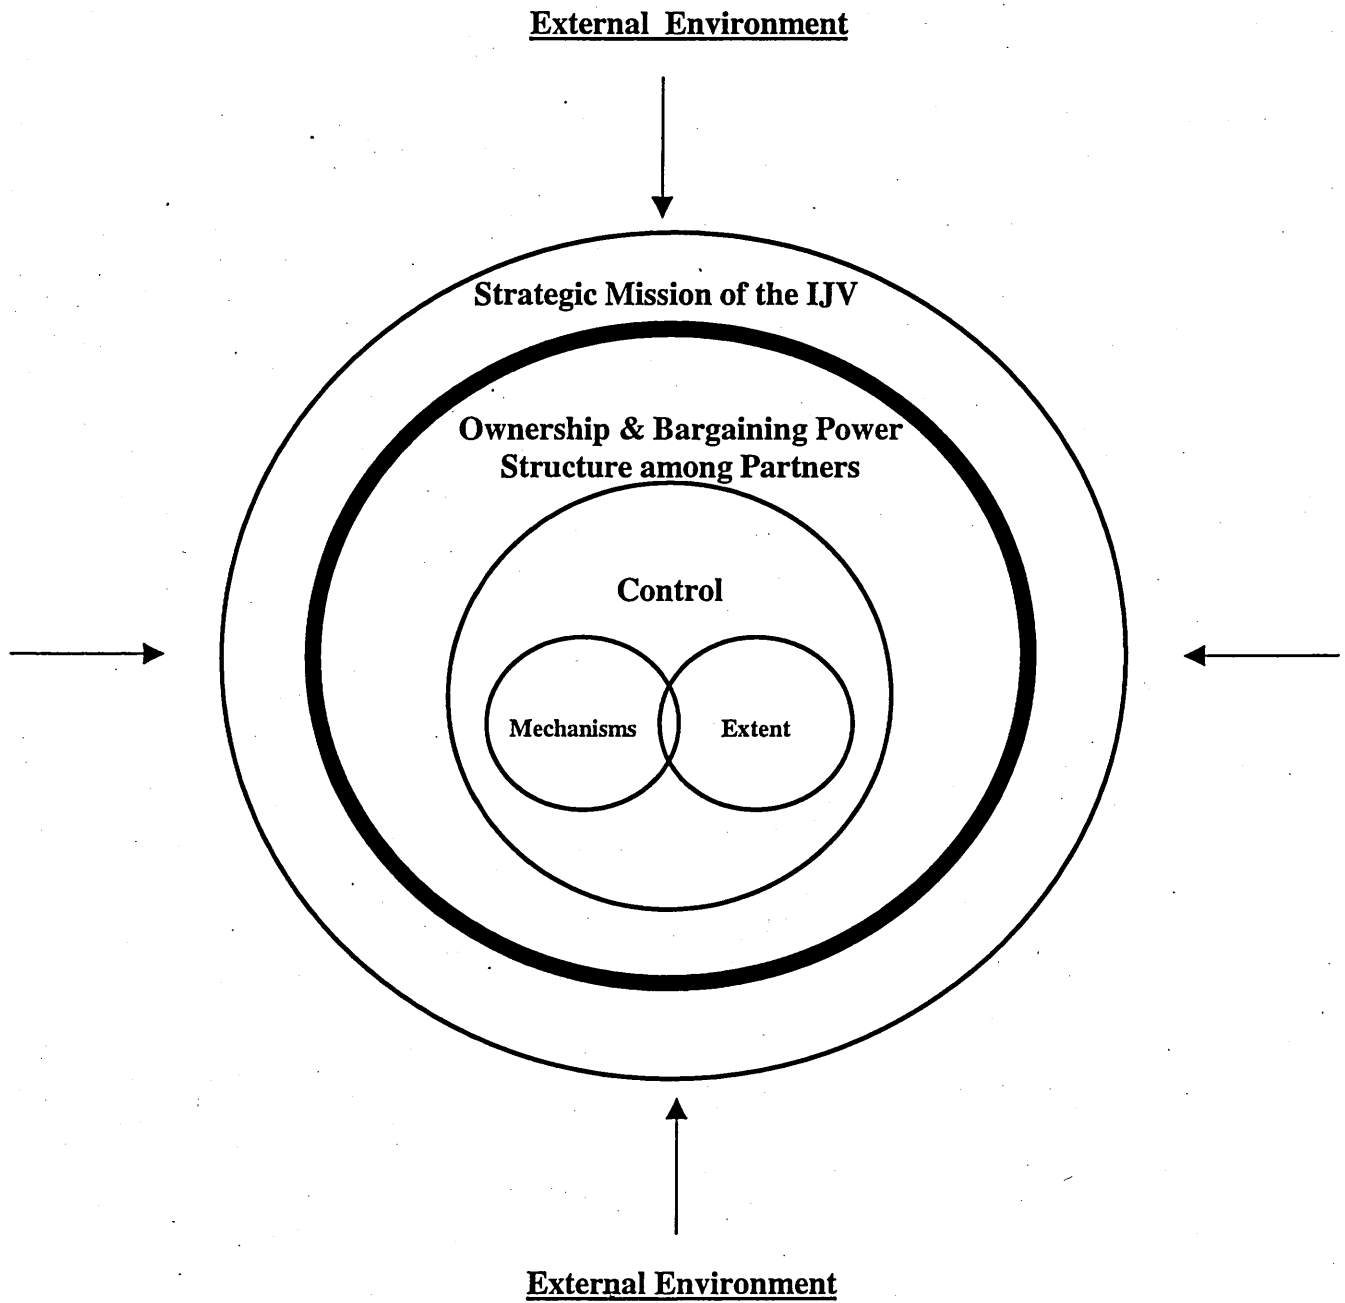 External Environment
Strategic Mission of the IJV
Ownership & Bargaining Power
Structure among Partners
Control
Mechanisms
Extent
External Environment